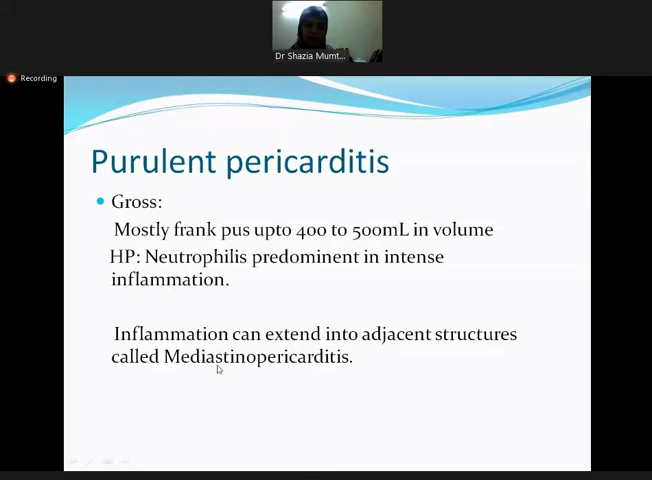 Dr Shazia Mumt...
Recording
Purulent pericarditis
Gross:
Mostly frank pus upto 400 to 500mL in volume
HP: Neutrophilis predominent in intense
inflammation.
Inflammation can extend into adjacent structures
called Mediastinopericarditis.